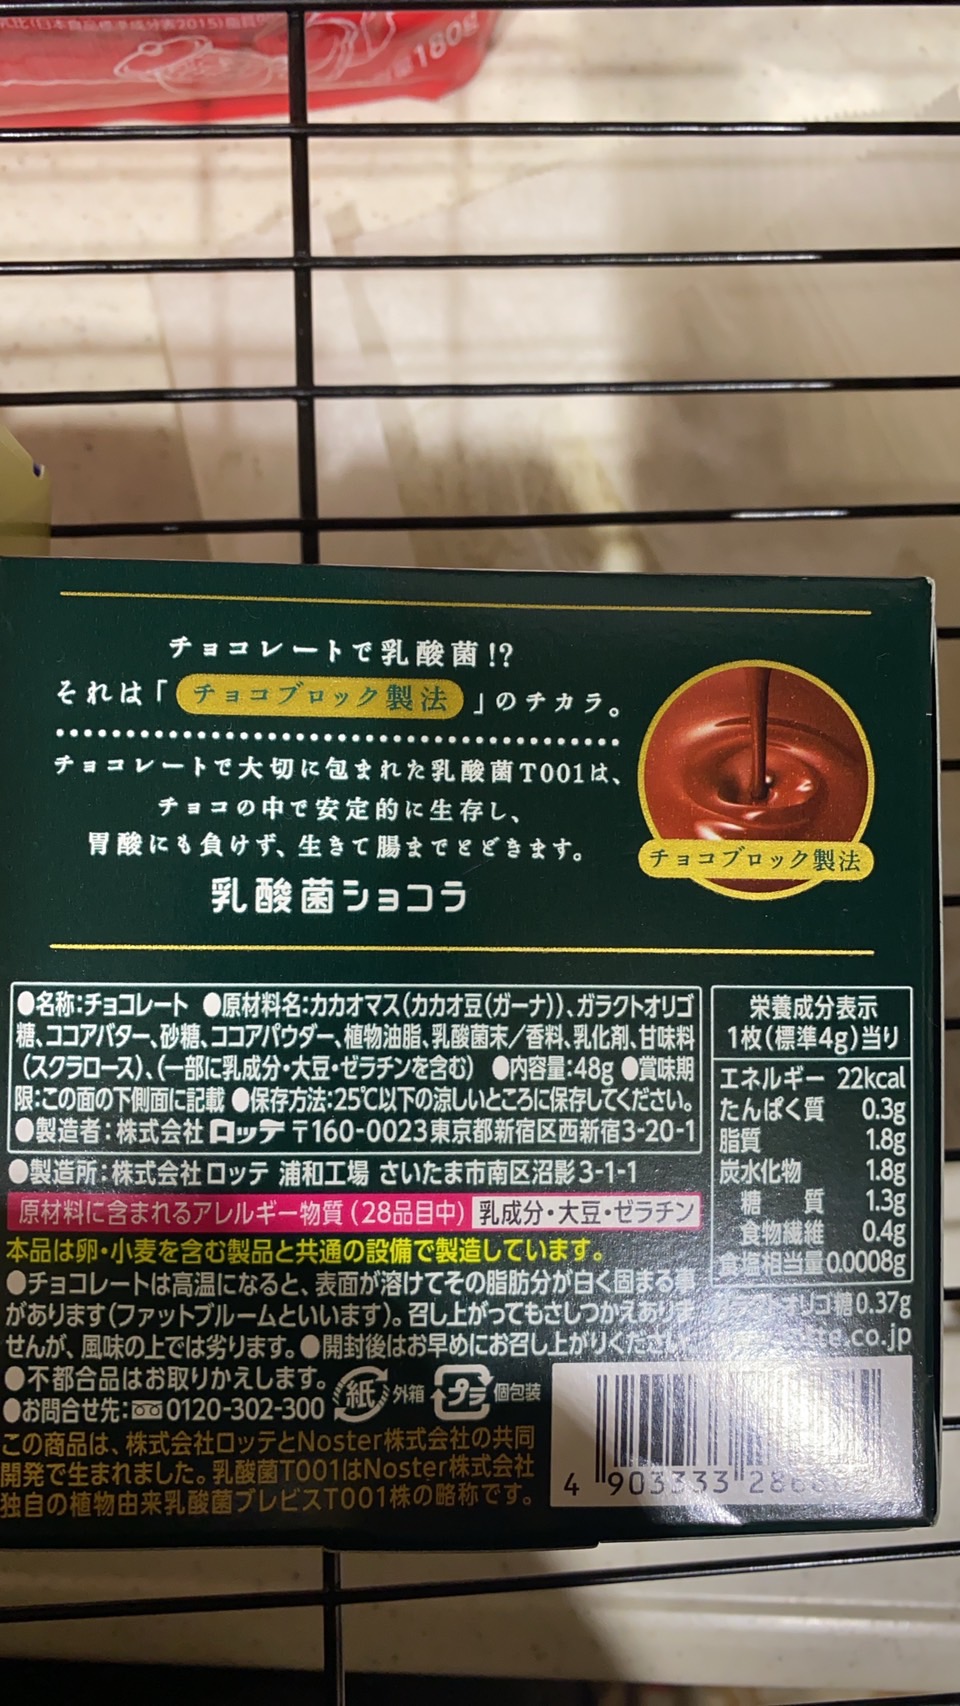 (日本食品標準成分表2015)
180g
チョコレートで乳酸菌!?
それは「チョコブロック製法」のチカラ。
チョコレートで大切に包まれた乳酸菌T001は、
チョコの中で安定的に生存し、
胃酸にも負けず、生きて腸までとどきます。
乳酸菌ショコラ
チョコブロック製法
●名称:チョコレート ●原材料名:カカオマス(カカオ豆(ガーナ))、ガラクトオリゴ
糖、ココアバター、砂糖、ココアパウダー、植物油脂、乳酸菌末/香料、乳化剤、甘味料
(スクラロース)、(一部に乳成分・大豆・ゼラチンを含む) ●内容量:48g ●賞味期
限:この面の下側面に記載 ●保存方法:25℃以下の涼しいところに保存してください。
●製造者:株式会社ロッテ 〒160-0023東京都新宿区西新宿3-20-1
●製造所:株式会社ロッテ 浦和工場 さいたま市南区沼影3-1-1
原材料に含まれるアレルギー物質(28品目中) 乳成分・大豆・ゼラチン
本品は卵・小麦を含む製品と共通の設備で製造しています。
●チョコレートは高温になると、表面が溶けてその脂肪分が白く固まる事
があります(ファットブルームといいます)。召し上がってもさしつかえありま
せんが、風味の上では劣ります。●開封後はお早めにお召し上がりください。
●不都合品はお取りかえします。
●お問合せ先:0120-302-300
紙 外箱 プラ 個包装
この商品は、株式会社ロッテとNoster株式会社の共同
開発で生まれました。乳酸菌T001はNoster株式会社
独自の植物由来乳酸菌ブレビスT001株の略称です。
栄養成分表示
1枚(標準4g)当り
エネルギー 22kcal
たんぱく質 0.3g
脂質 1.8g
炭水化物 1.8g
糖質 1.3g
食物繊維 0.4g
食塩相当量 0.0008g
オリゴ糖0.37g
tte.co.jp
4 903333 286